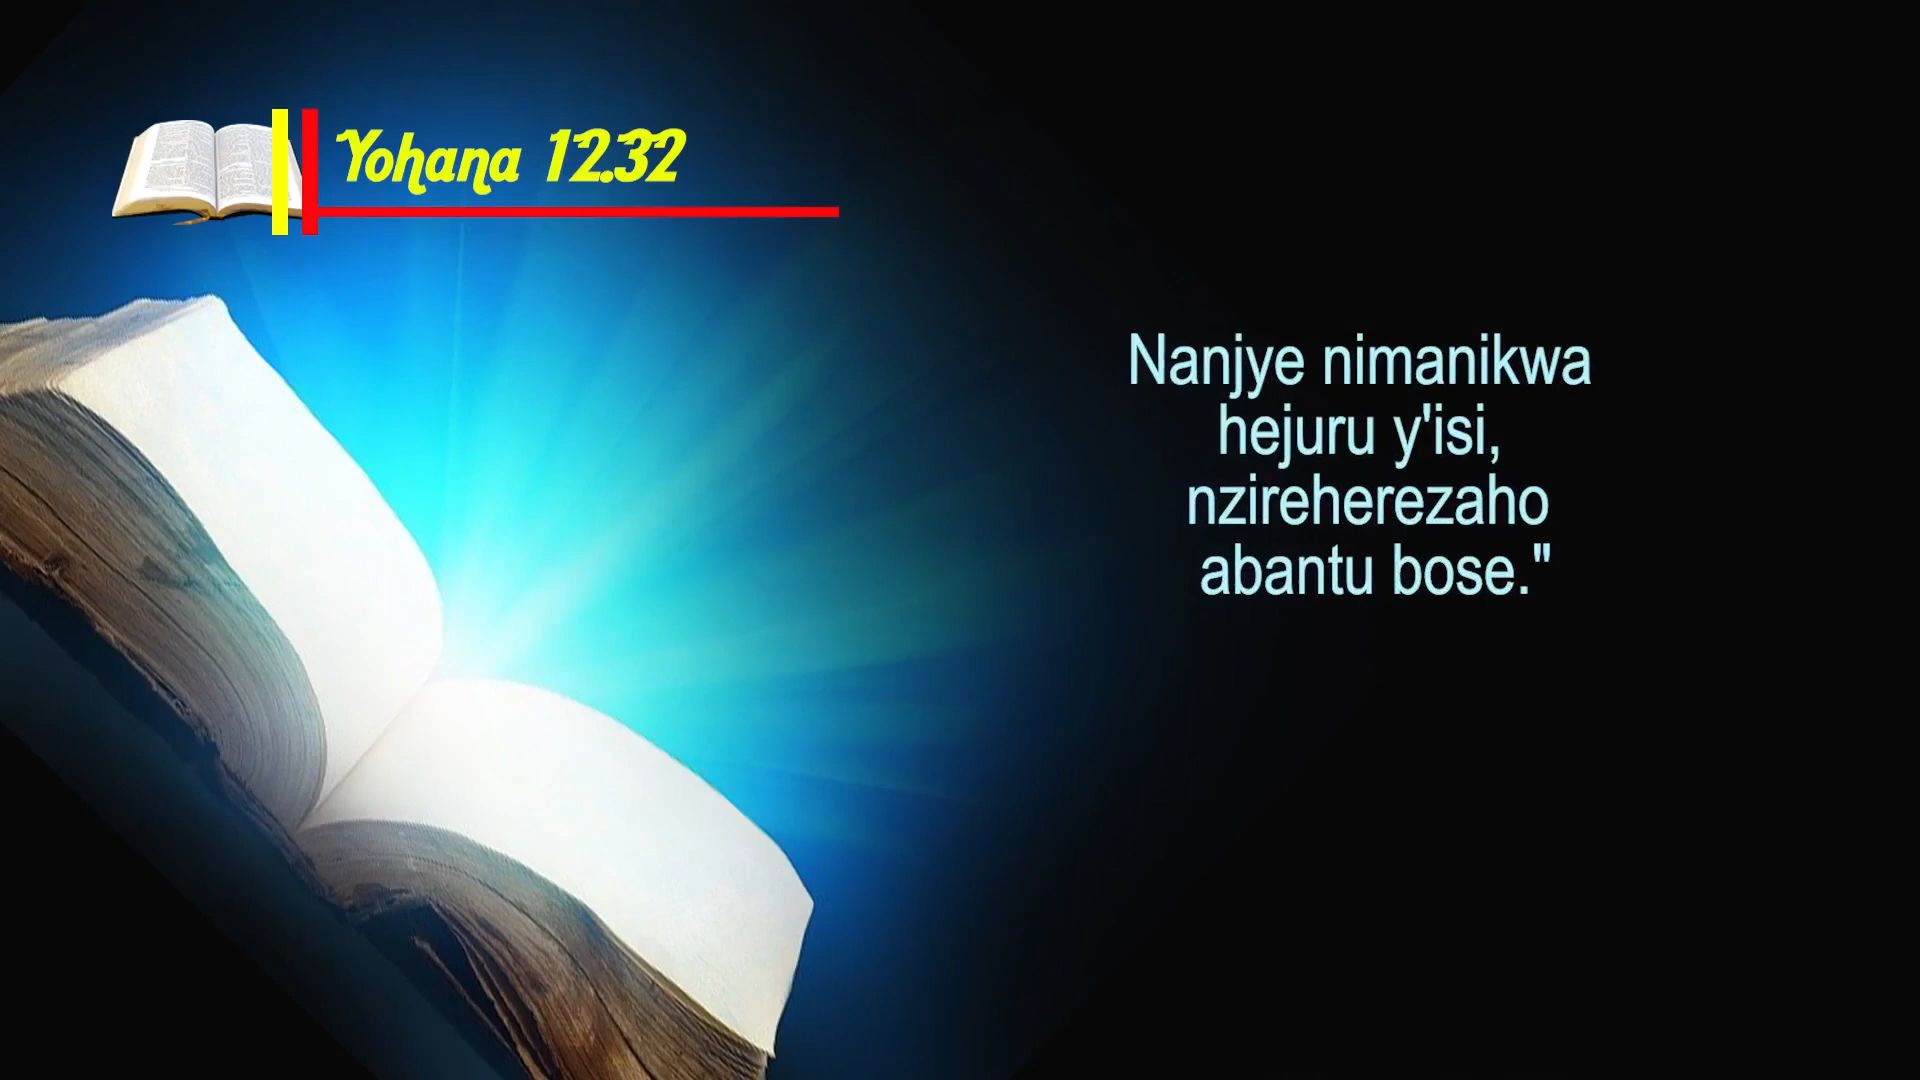 Yohana 12.32
Nanjye nimanikwa
hejuru y'isi,
nzireherezaho
abantu bose."